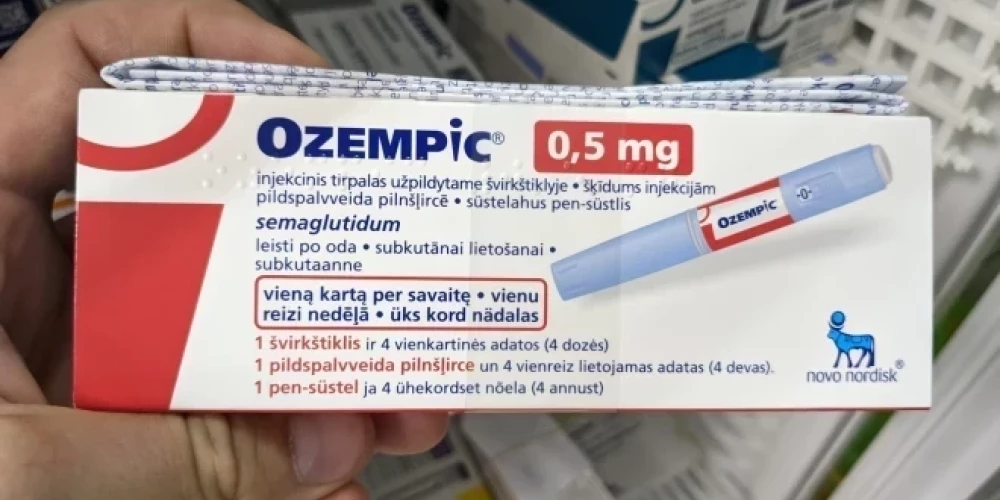 OZEMPIC® 0,5 mg
injekcinis tirpalas užpildytame švirkštiklyje • šķīdums injekcijām
pildspalvveida pilnšļircē • süstelahus pen-süstlis
semaglutidum
leisti po oda • subkutānai lietošanai •
subkutaanne
vieną kartą per savaitę • vienu
reizi nedēļā • üks kord nädalas
1 švirkštiklis ir 4 vienkartinės adatos (4 dozės)
1 pildspalvveida pilnšļirce un 4 vienreiz lietojamas adatas (4 devas).
1 pen-süstel ja 4 ühekordset nõela (4 annust)
OZEMPIC
-0-
novo nordisk®